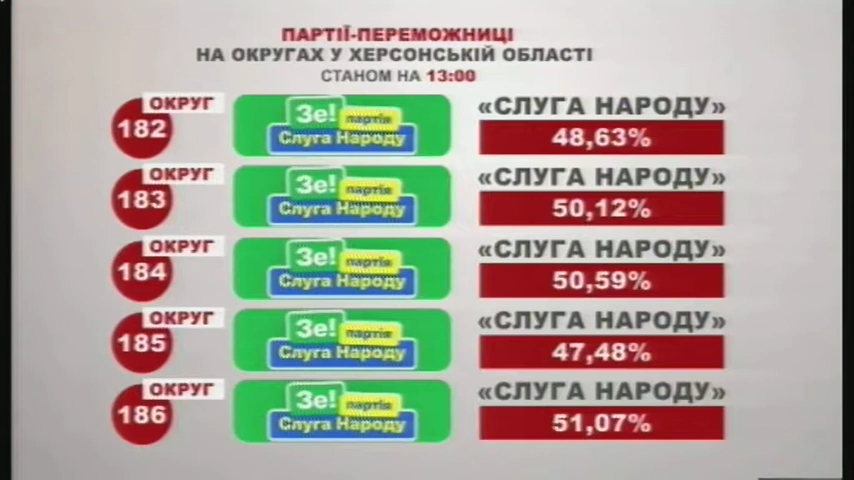 ПАРТІЇ-ПЕРЕМОЖНИЦІ
НА ОКРУГАХ У ХЕРСОНСЬКІЙ ОБЛАСТІ
СТАНОМ НА 13:00
ОКРУГ
182
Зе! партія
Слуга Народу
«СЛУГА НАРОДУ»
48,63%
ОКРУГ
183
Зе! партія
Слуга Народу
«СЛУГА НАРОДУ»
50,12%
ОКРУГ
184
Зе! партія
Слуга Народу
«СЛУГА НАРОДУ»
50,59%
ОКРУГ
185
Зе! партія
Слуга Народу
«СЛУГА НАРОДУ»
47,48%
ОКРУГ
186
Зе! партія
Слуга Народу
«СЛУГА НАРОДУ»
51,07%